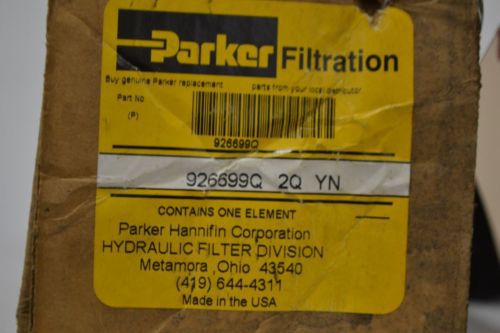 Parker Filtration
Buy genuine Parker replacement parts from your local distributor.
Part No
(P)
926699Q
926699Q 2Q YN
CONTAINS ONE ELEMENT
Parker Hannifin Corporation
HYDRAULIC FILTER DIVISION
Metamora ,Ohio 43540
(419) 644-4311
Made in the USA